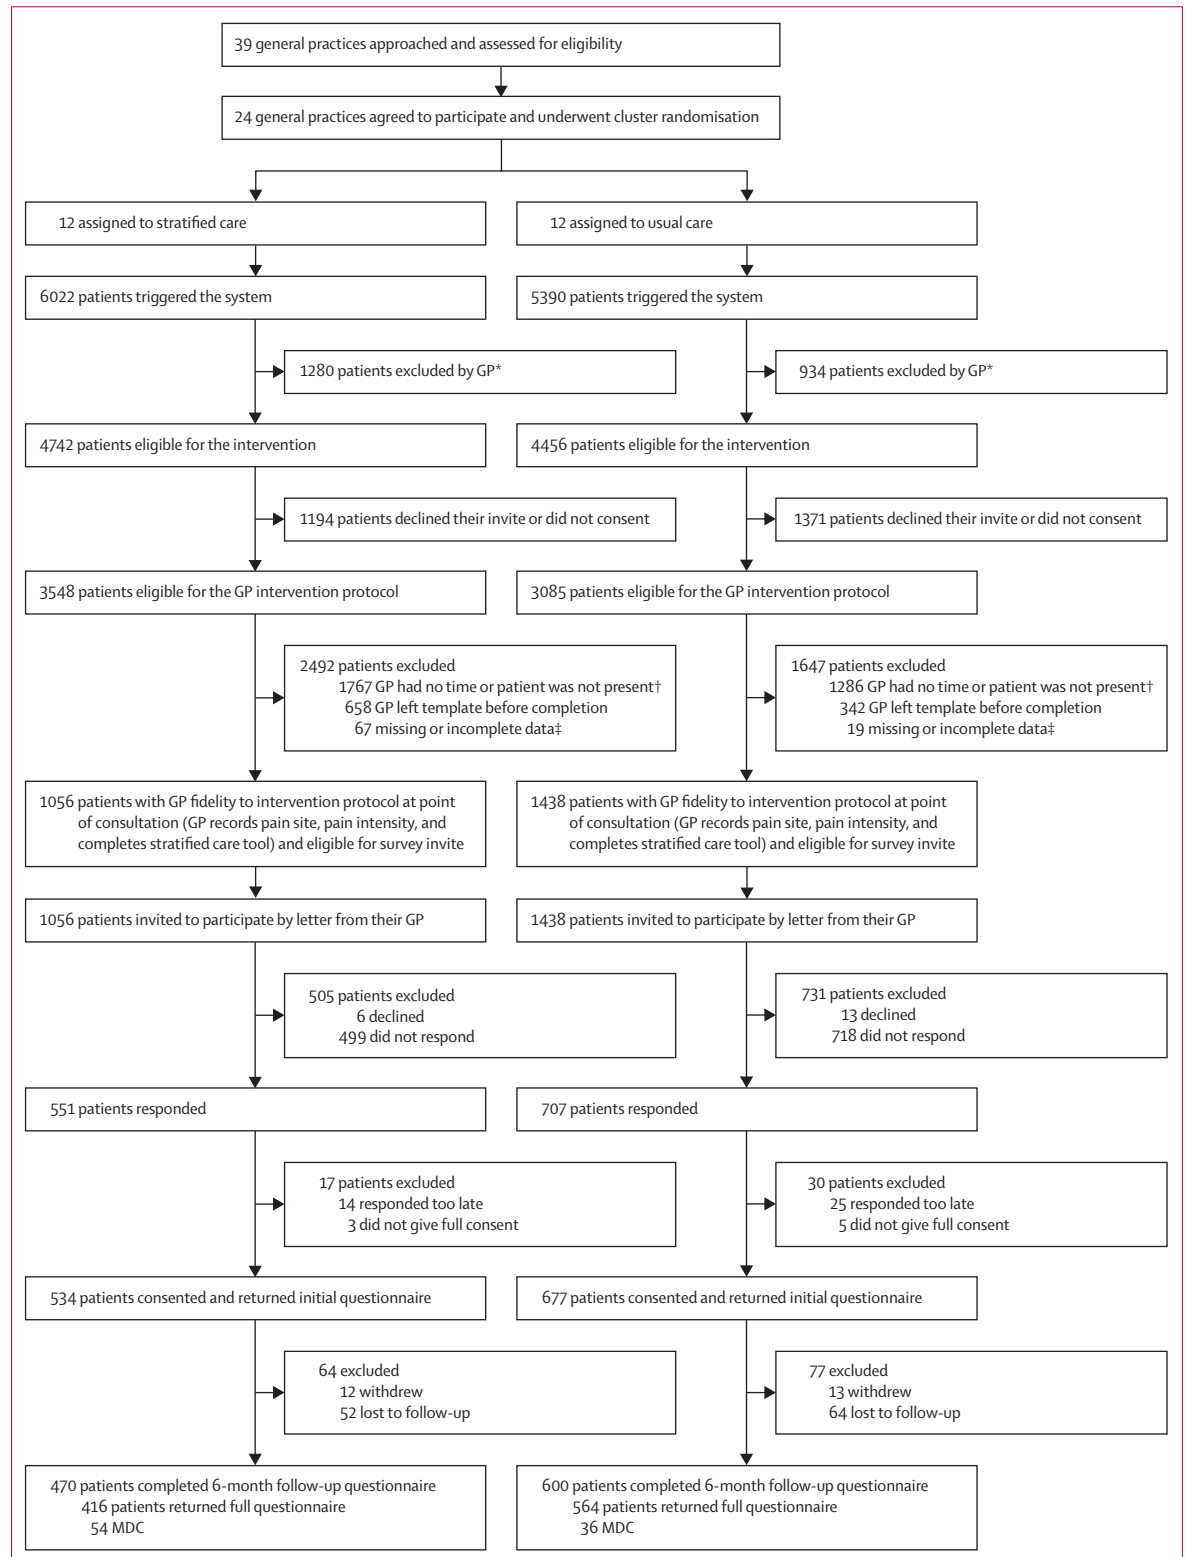 39 general practices approached and assessed for eligibility
24 general practices agreed to participate and underwent cluster randomisation
12 assigned to stratified care
12 assigned to usual care
6022 patients triggered the system
5390 patients triggered the system
1280 patients excluded by GP*
934 patients excluded by GP*
4742 patients eligible for the intervention
4456 patients eligible for the intervention
1194 patients declined their invite or did not consent
1371 patients declined their invite or did not consent
3548 patients eligible for the GP intervention protocol
3085 patients eligible for the GP intervention protocol
2492 patients excluded
1767 GP had no time or patient was not present†
658 GP left template before completion
67 missing or incomplete data‡
1647 patients excluded
1286 GP had no time or patient was not present†
342 GP left template before completion
19 missing or incomplete data‡
1056 patients with GP fidelity to intervention protocol at point
of consultation (GP records pain site, pain intensity, and
completes stratified care tool) and eligible for survey invite
1438 patients with GP fidelity to intervention protocol at point
of consultation (GP records pain site, pain intensity, and
completes stratified care tool) and eligible for survey invite
1056 patients invited to participate by letter from their GP
1438 patients invited to participate by letter from their GP
505 patients excluded
6 declined
499 did not respond
731 patients excluded
13 declined
718 did not respond
551 patients responded
707 patients responded
17 patients excluded
14 responded too late
3 did not give full consent
30 patients excluded
25 responded too late
5 did not give full consent
534 patients consented and returned initial questionnaire
677 patients consented and returned initial questionnaire
64 excluded
12 withdrew
52 lost to follow-up
77 excluded
13 withdrew
64 lost to follow-up
470 patients completed 6-month follow-up questionnaire
416 patients returned full questionnaire
54 MDC
600 patients completed 6-month follow-up questionnaire
564 patients returned full questionnaire
36 MDC